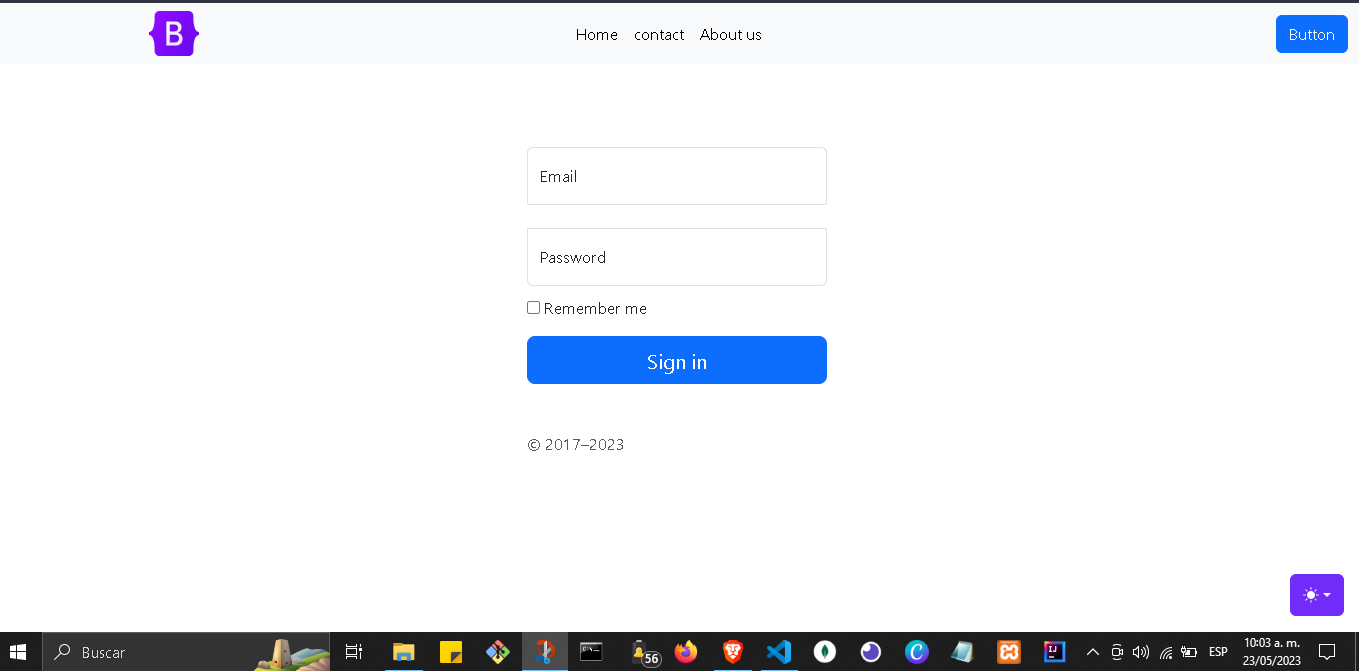 B
Home contact About us
Button
Email
Password
Remember me
Sign in
© 2017–2023
Buscar
56
ESP
10:03 a. m.
23/05/2023